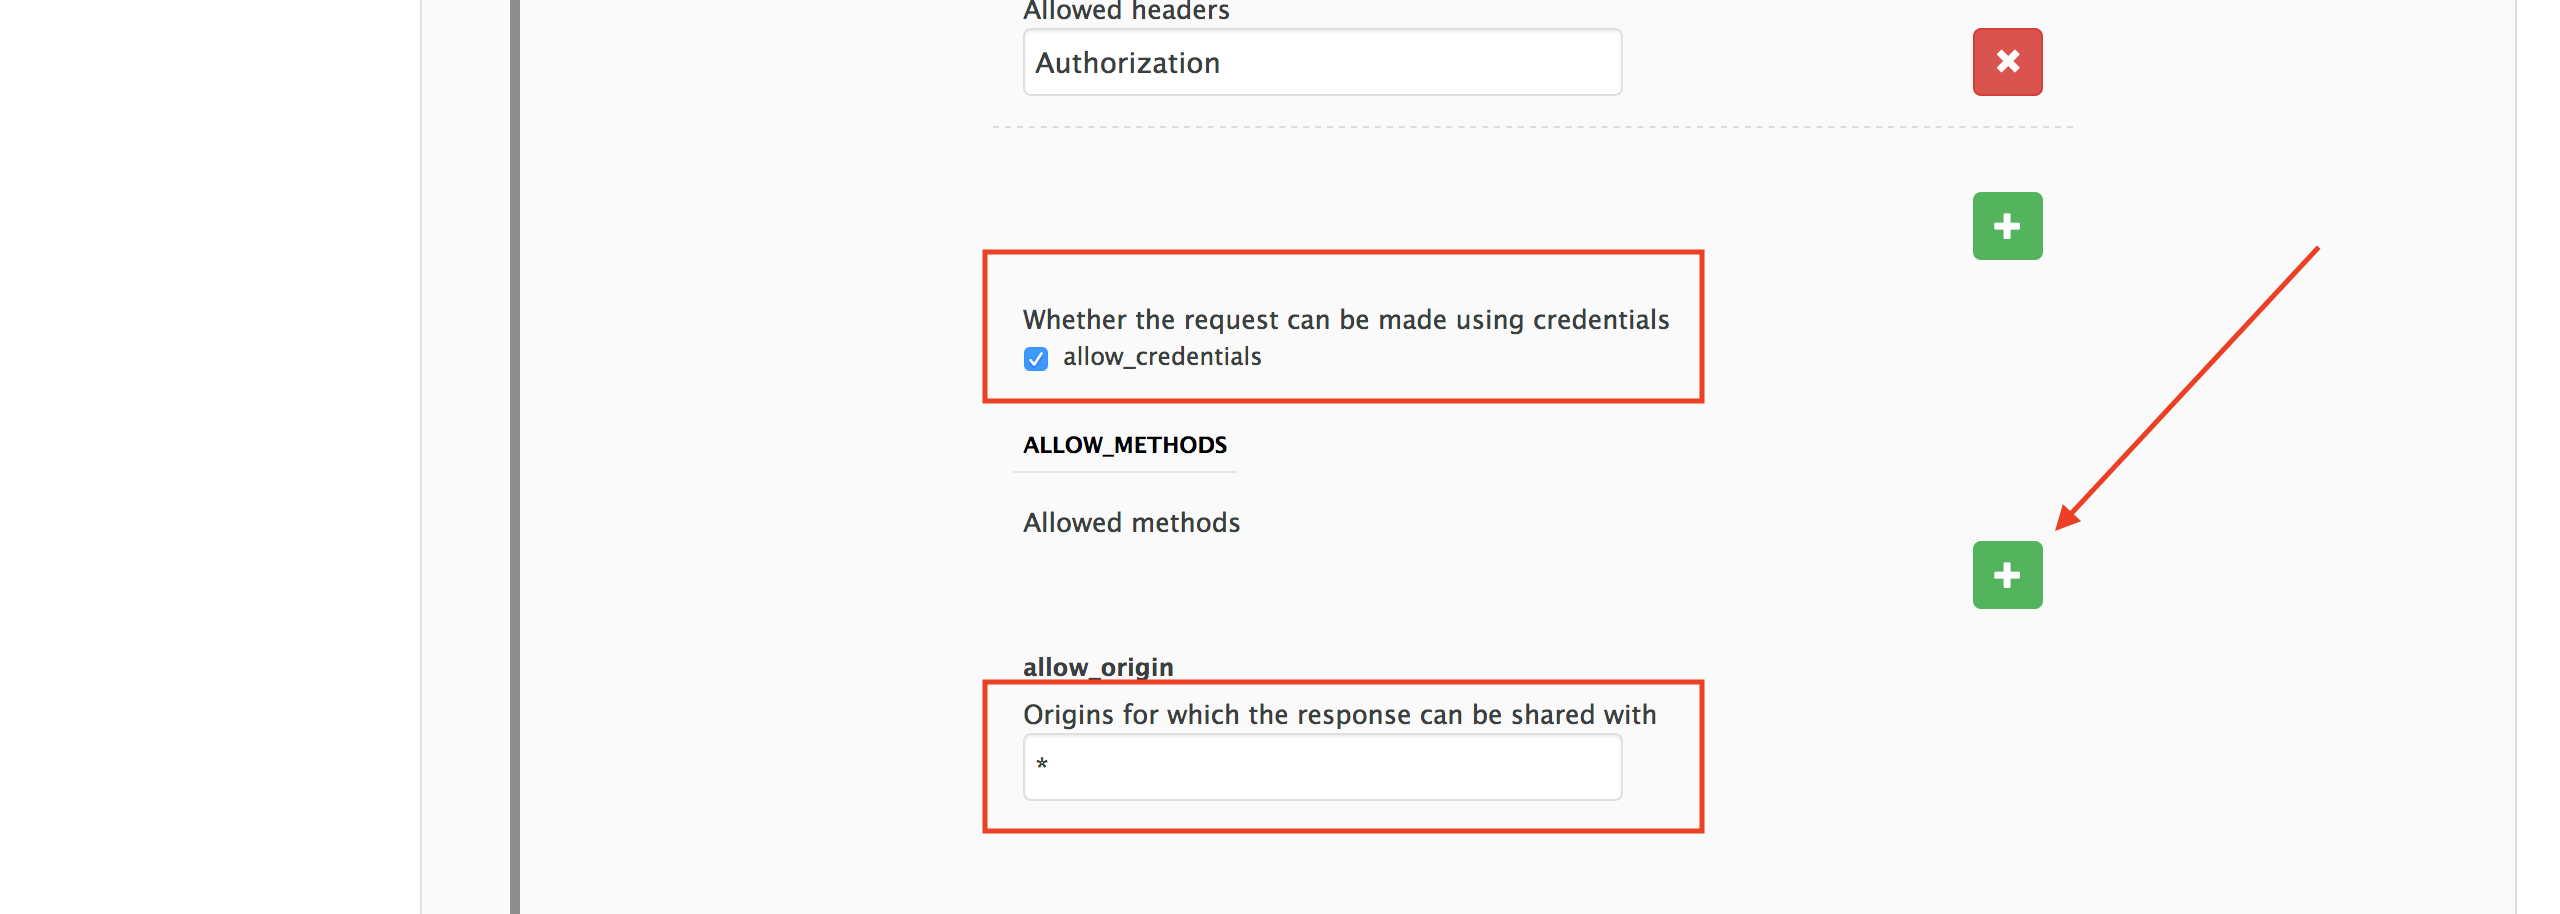 Allowed headers
Authorization
Whether the request can be made using credentials
allow_credentials
ALLOW_METHODS
Allowed methods
allow_origin
Origins for which the response can be shared with
*